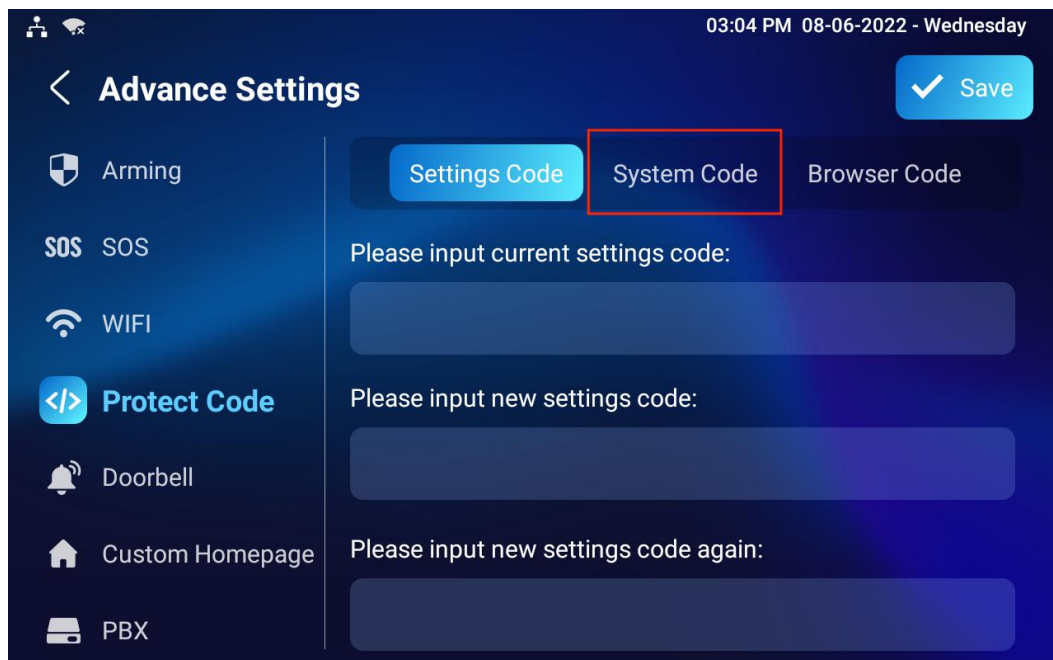 03:04 PM 08-06-2022 - Wednesday
Advance Settings
Save
Arming
SOS SOS
WIFI
</> Protect Code
Doorbell
Custom Homepage
PBX
Settings Code System Code Browser Code
Please input current settings code:
Please input new settings code:
Please input new settings code again: